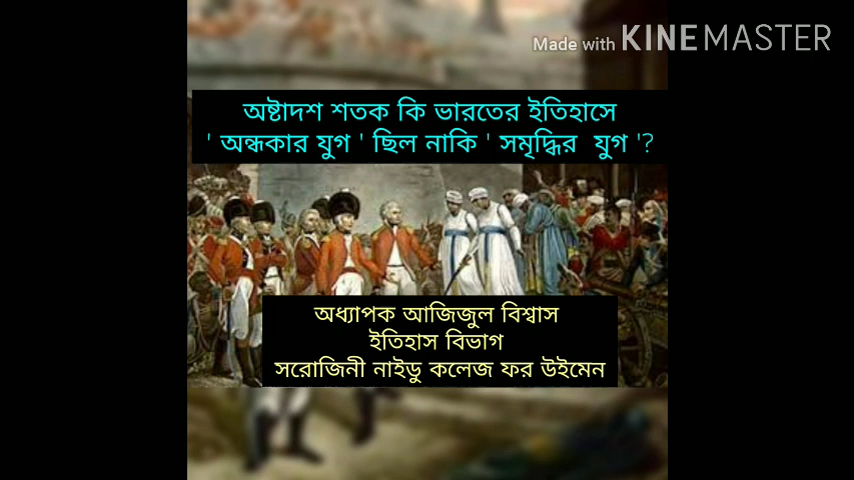 Made with KINEMASTER
অষ্টাদশ শতক কি ভারতের ইতিহাসে
' অন্ধকার যুগ ' ছিল নাকি ' সমৃদ্ধির যুগ '?
অধ্যাপক আজিজুল বিশ্বাস
ইতিহাস বিভাগ
সরোজিনী নাইডু কলেজ ফর উইমেন